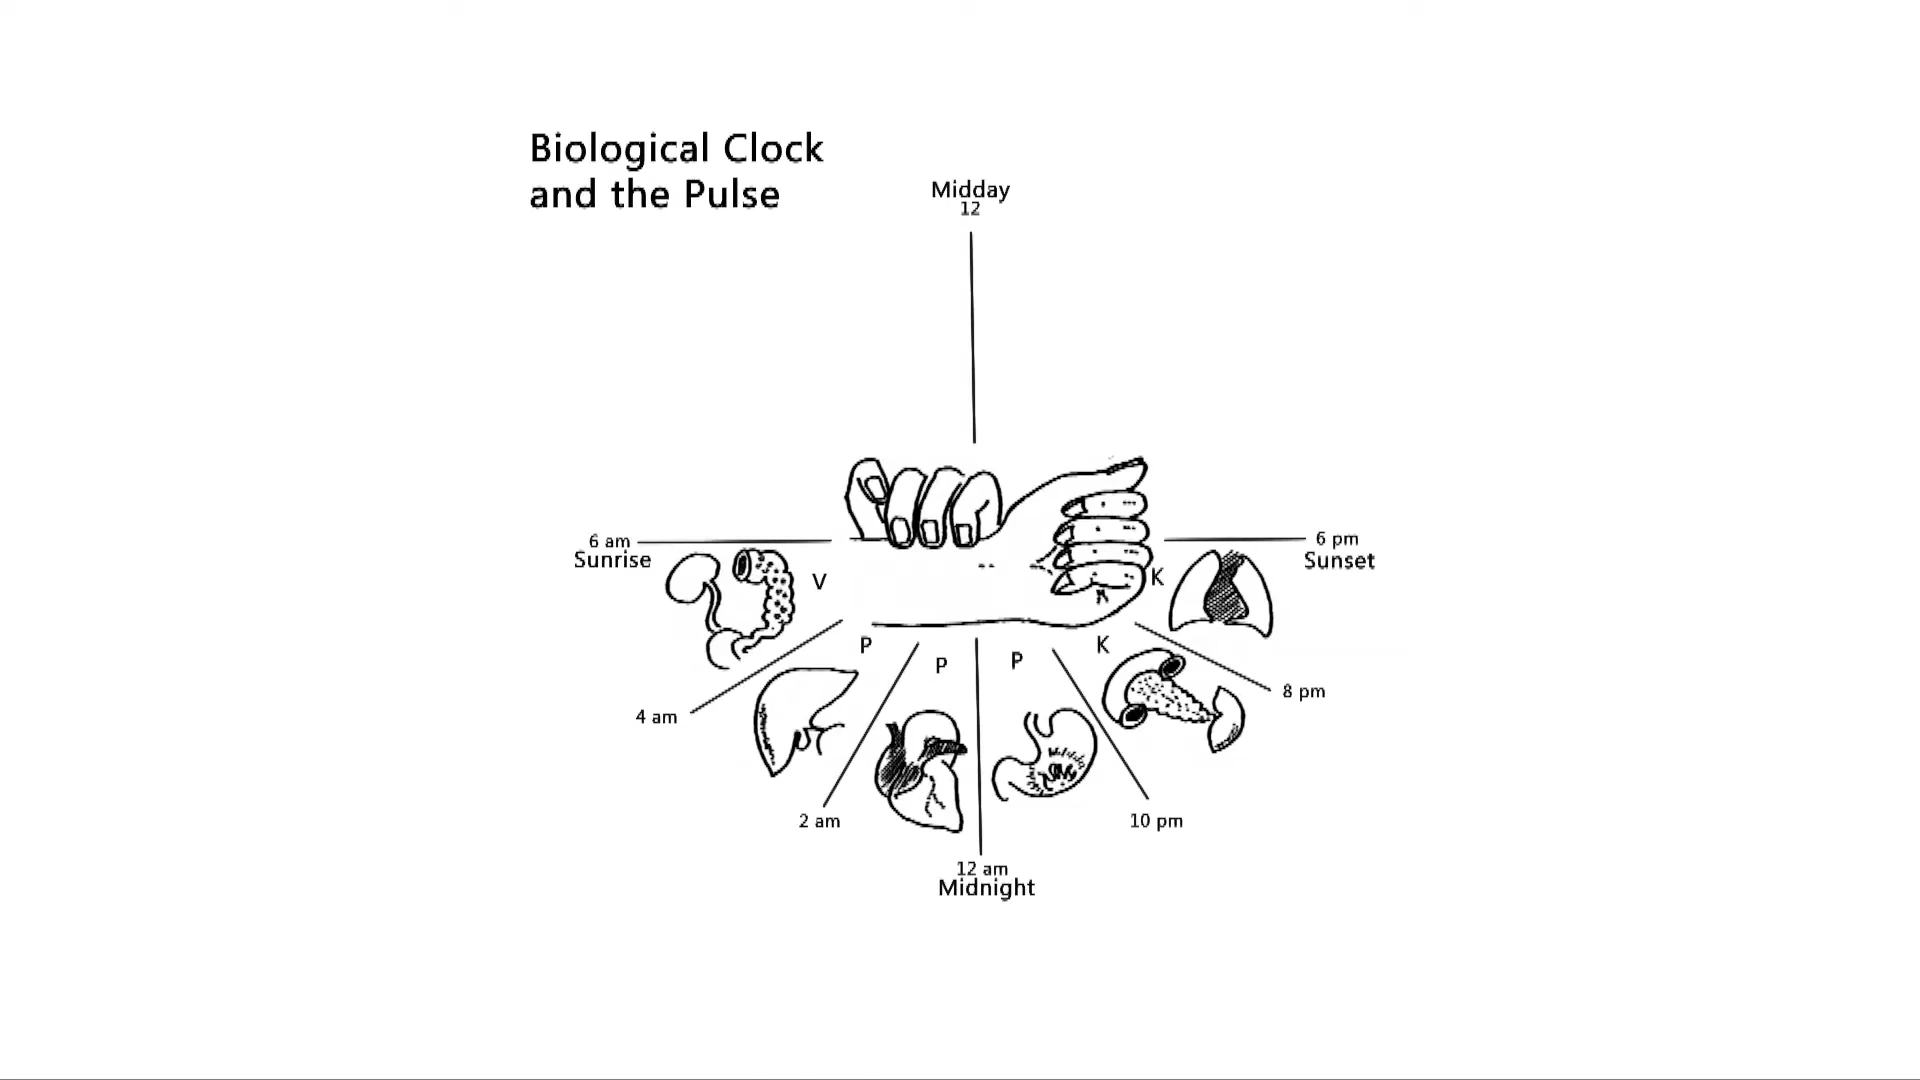 Biological Clock
and the Pulse
Midday
12
6 am
Sunrise
6 pm
Sunset
V
K
P
P
P
K
4 am
8 pm
2 am
10 pm
12 am
Midnight